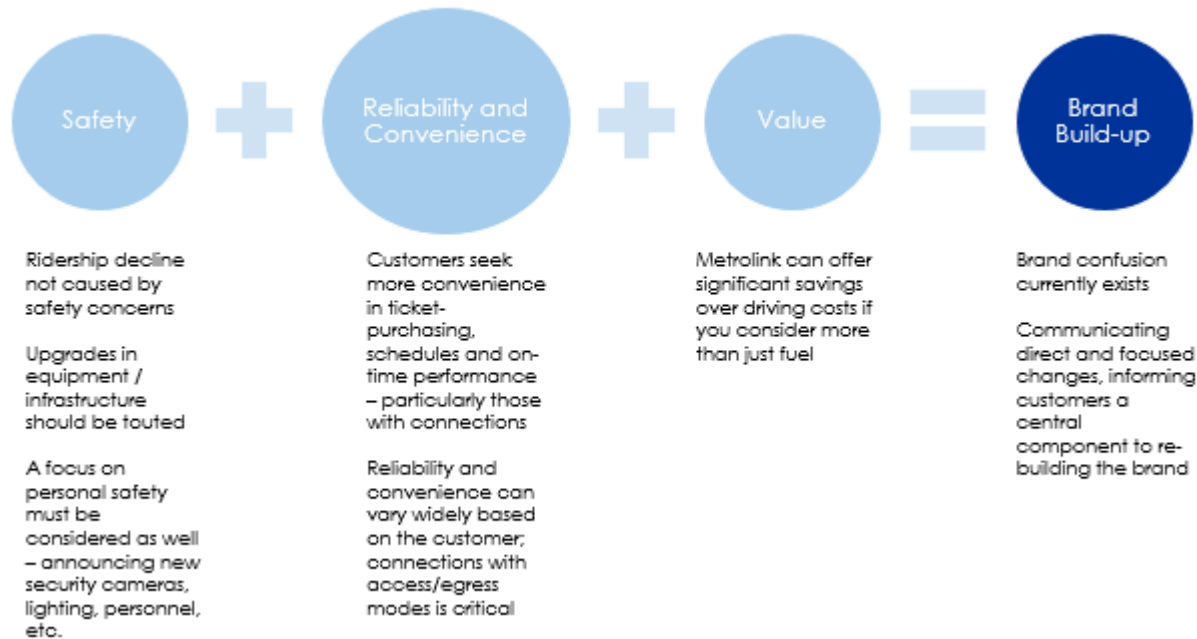 Safety
Reliability and
Convenience
Value
Brand
Build-up
Ridership decline
not caused by
safety concerns
Upgrades in
equipment /
infrastructure
should be touted
A focus on
personal safety
must be
considered as well
– announcing new
security cameras,
lighting, personnel,
etc.
Customers seek
more convenience
in ticket-
purchasing,
schedules and on-
time performance
– particularly those
with connections
Reliability and
convenience can
vary widely based
on the customer;
connections with
access/egress
modes is critical
Metrolink can offer
significant savings
over driving costs if
you consider more
than just fuel
Brand confusion
currently exists
Communicating
direct and focused
changes, informing
customers a
central
component to re-
building the brand